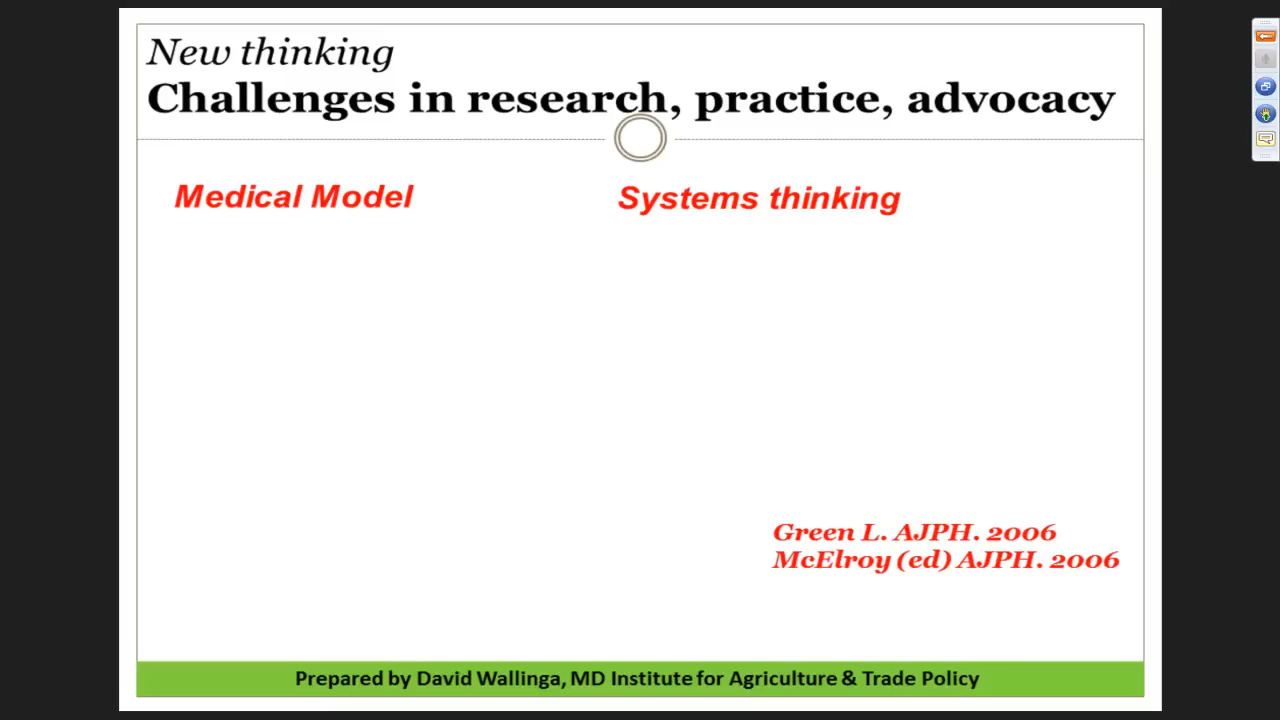 New thinking
Challenges in research, practice, advocacy
Medical Model
Systems thinking
Green L. AJPH. 2006
McElroy (ed) AJPH. 2006
Prepared by David Wallinga, MD Institute for Agriculture & Trade Policy